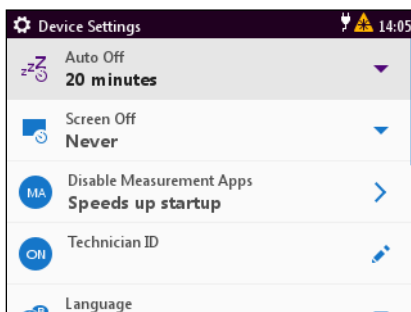 Device Settings
14:05
zZZ
Auto Off
20 minutes
Screen Off
Never
MA
Disable Measurement Apps
Speeds up startup
ON
Technician ID
Language